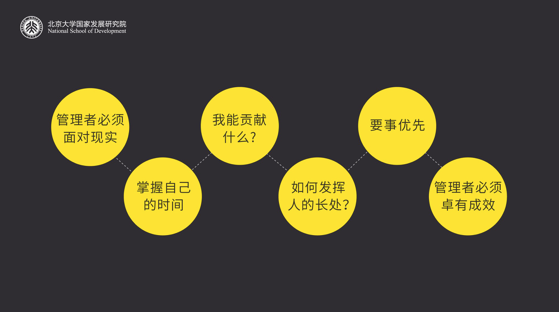 北京大学国家发展研究院
National School of Development
管理者必须
面对现实
掌握自己
的时间
我能贡献
什么?
如何发挥
人的长处?
要事优先
管理者必须
卓有成效